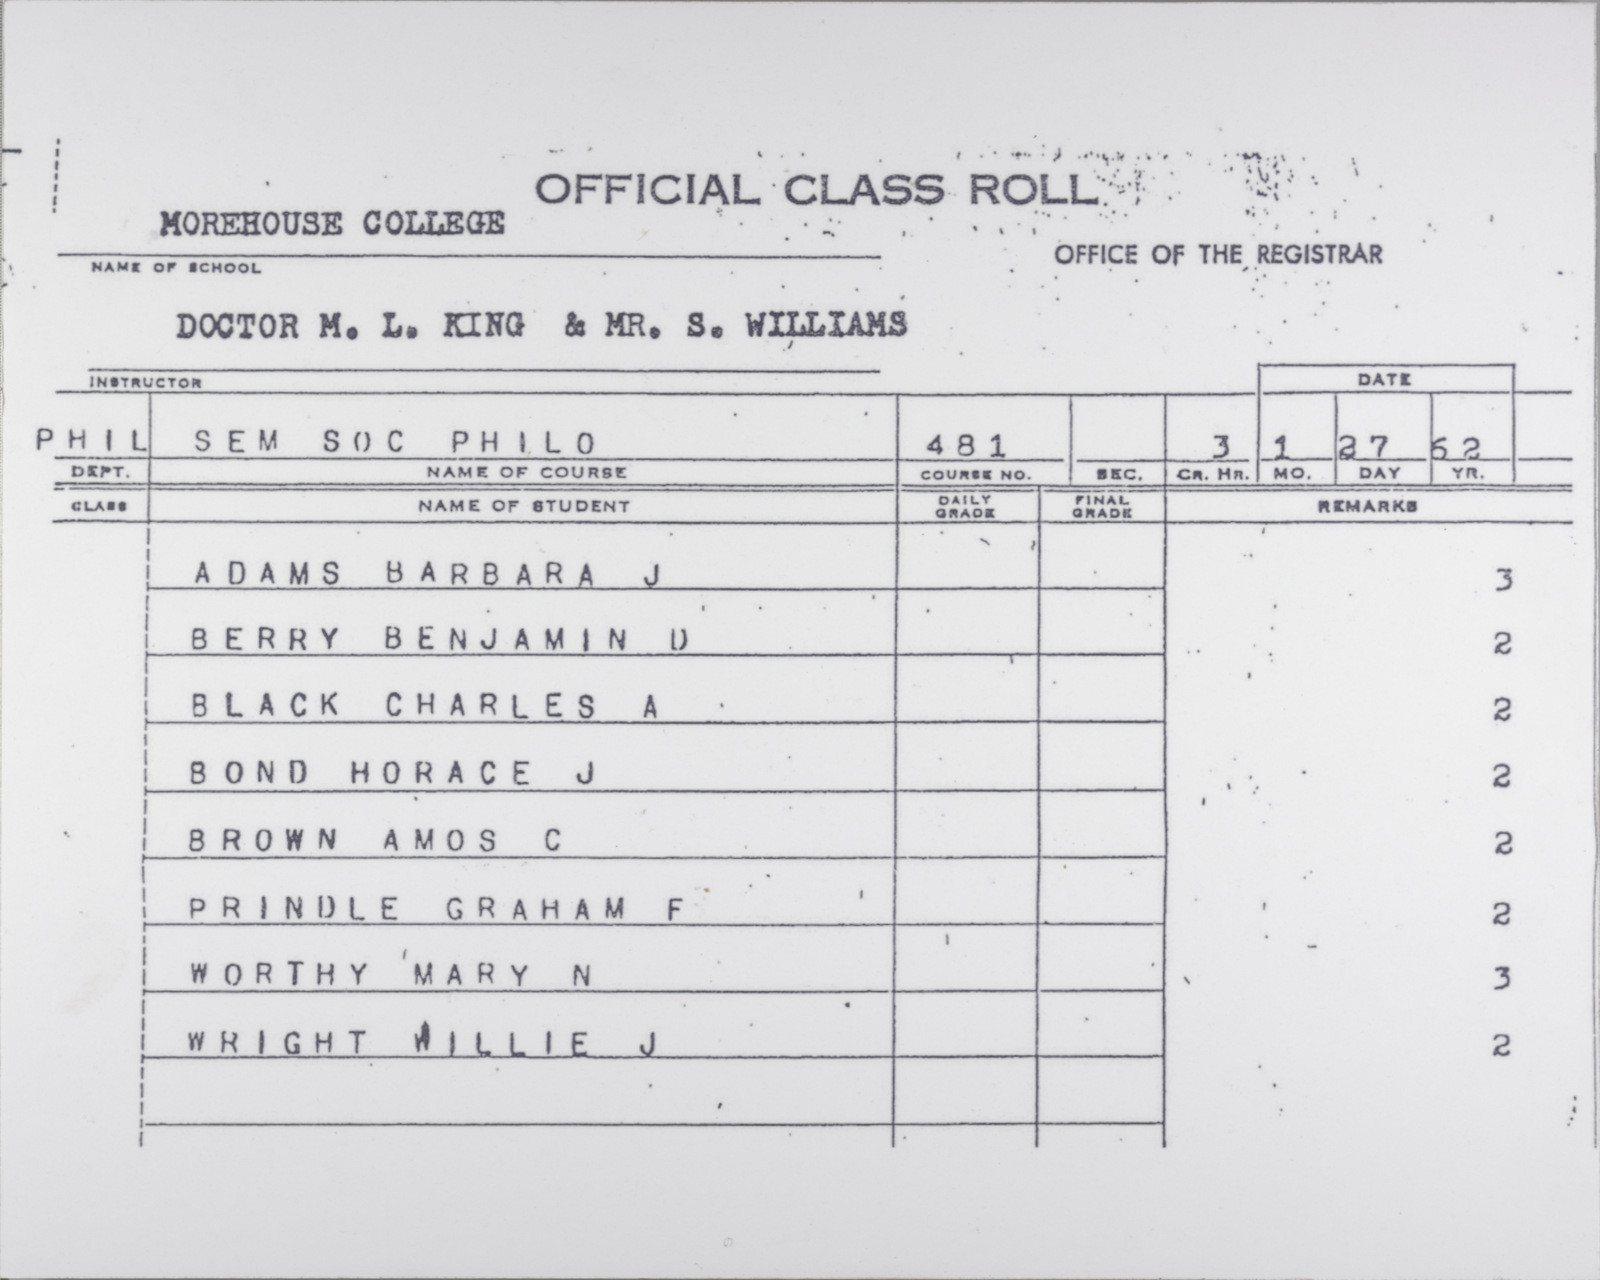 OFFICIAL CLASS ROLL
MOREHOUSE COLLEGE
NAME OF SCHOOL
OFFICE OF THE REGISTRAR
DOCTOR M. L. KING & MR. S. WILLIAMS
INSTRUCTOR
DATE
PHIL SEM SOC PHILO 481 3 1 27 62
DEPT. NAME OF COURSE COURSE NO. SEC. CR. HR. MO. DAY YR.
CLASS NAME OF STUDENT DAILY GRADE FINAL GRADE REMARKS
ADAMS BARBARA J 3
BERRY BENJAMIN D 2
BLACK CHARLES A 2
BOND HORACE J 2
BROWN AMOS C 2
PRINDLE GRAHAM F 2
WORTHY MARY N 3
WRIGHT WILLIE J 2